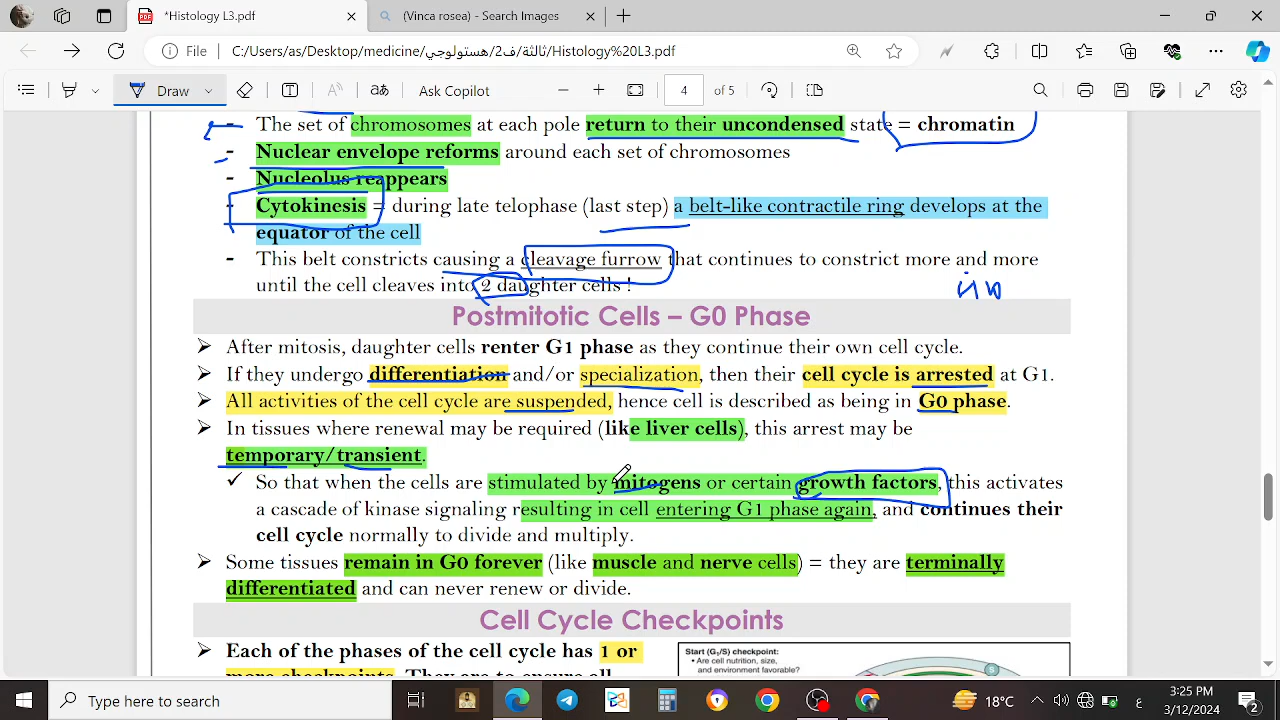 *Histology L3.pdf
(Vinca rosea) - Search Images
File C:/Users/Asus/Desktop/medicine/ثالثة/ف2/هستولوجي/Histology%20L3.pdf
Draw Ask Copilot 4 of 5
- The set of chromosomes at each pole return to their uncondensed state = chromatin
- Nuclear envelope reforms around each set of chromosomes
- Nucleolus reappears
- Cytokinesis = during late telophase (last step) a belt-like contractile ring develops at the
equator of the cell
- This belt constricts causing a cleavage furrow that continues to constrict more and more
until the cell cleaves into 2 daughter cells !
Postmitotic Cells – G0 Phase
➤ After mitosis, daughter cells renter G1 phase as they continue their own cell cycle.
➤ If they undergo differentiation and/or specialization, then their cell cycle is arrested at G1.
➤ All activities of the cell cycle are suspended, hence cell is described as being in G0 phase.
➤ In tissues where renewal may be required (like liver cells), this arrest may be
temporary/transient.
✓ So that when the cells are stimulated by mitogens or certain growth factors, this activates
a cascade of kinase signaling resulting in cell entering G1 phase again, and continues their
cell cycle normally to divide and multiply.
➤ Some tissues remain in G0 forever (like muscle and nerve cells) = they are terminally
differentiated and can never renew or divide.
Cell Cycle Checkpoints
➤ Each of the phases of the cell cycle has 1 or
more checkpoints. They are to ensure all
Start (G₁/S) checkpoint:
• Are cell nutrition, size,
and environment favorable?
S
Type here to search
18°C
3:25 PM
3/12/2024
2